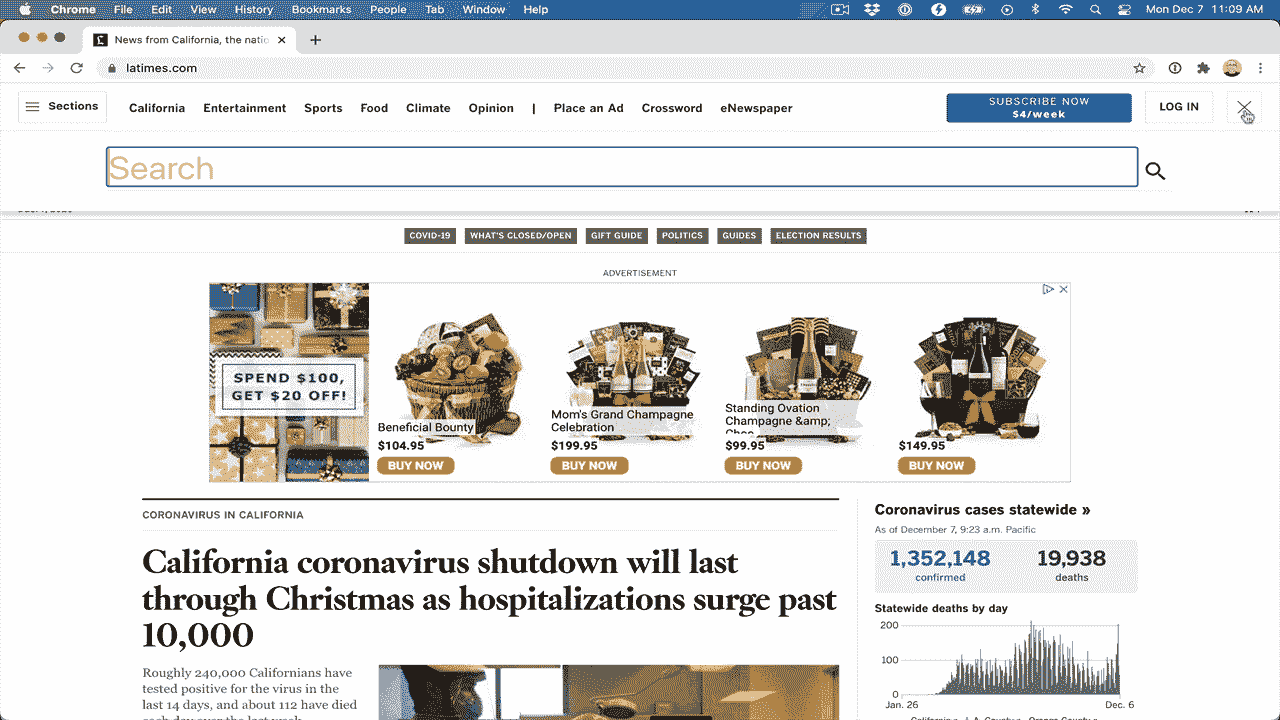 Chrome File Edit View History Bookmarks People Tab Window Help Mon Dec 7 11:09 AM
News from California, the natio
latimes.com
Sections California Entertainment Sports Food Climate Opinion | Place an Ad Crossword eNewspaper
SUBSCRIBE NOW
$4/week
LOG IN
Search
COVID-19 WHAT'S CLOSED/OPEN GIFT GUIDE POLITICS GUIDES ELECTION RESULTS
ADVERTISEMENT
SPEND $100,
GET $20 OFF!
Beneficial Bounty
$104.95
BUY NOW
Mom's Grand Champagne
Celebration
$199.95
BUY NOW
Standing Ovation
Champagne &amp;
$99.95
BUY NOW
$149.95
BUY NOW
CORONAVIRUS IN CALIFORNIA
California coronavirus shutdown will last
through Christmas as hospitalizations surge past
10,000
Roughly 240,000 Californians have
tested positive for the virus in the
last 14 days, and about 112 have died
each day over the last week
Coronavirus cases statewide »
As of December 7, 9:23 a.m. Pacific
1,352,148 19,938
confirmed deaths
Statewide deaths by day
200
100
0
Jan. 26 Dec. 6